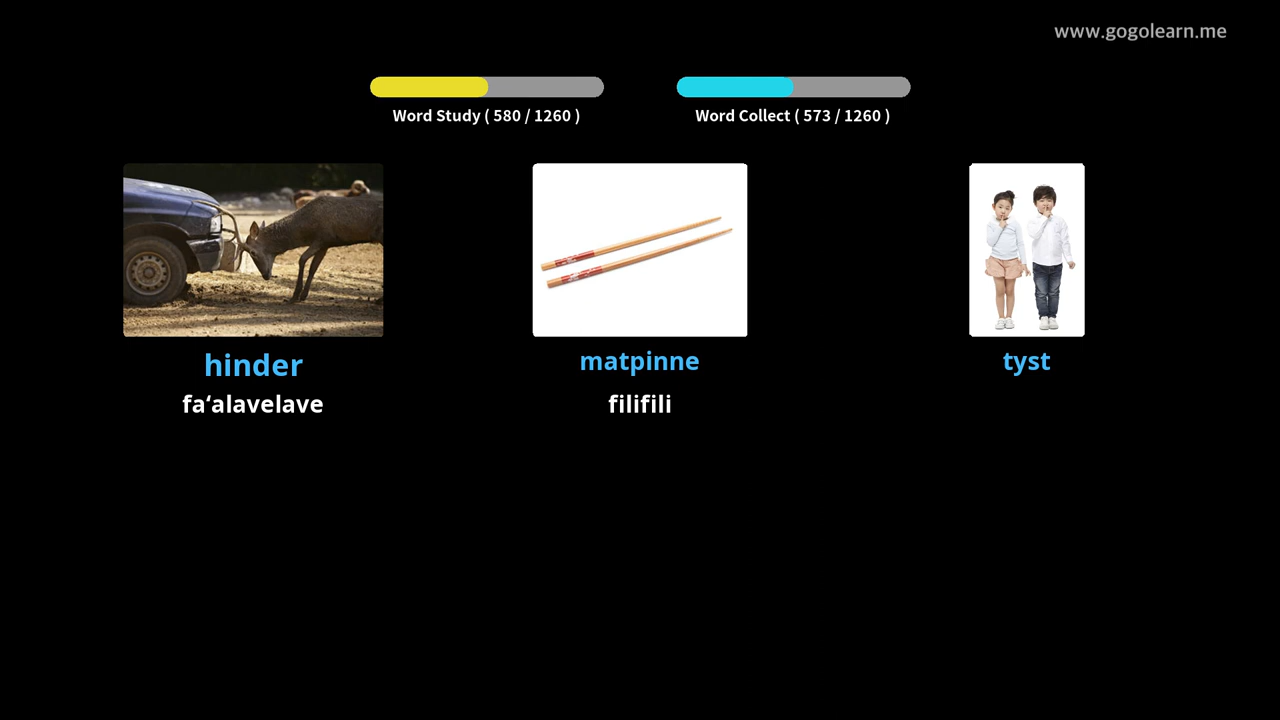 www.gogolearn.me
Word Study ( 580 / 1260 )
Word Collect ( 573 / 1260 )
hinder
matpinne
tyst
fa‘alavelave
filifili